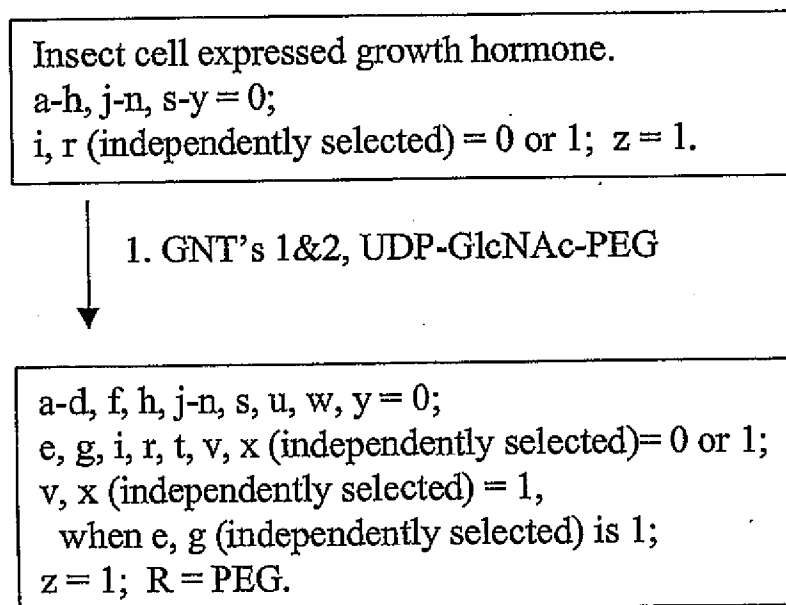 Insect cell expressed growth hormone.
a-h, j-n, s-y = 0;
i, r (independently selected) = 0 or 1; z = 1.
1. GNT's 1&2, UDP-GlcNAc-PEG
a-d, f, h, j-n, s, u, w, y = 0;
e, g, i, r, t, v, x (independently selected)= 0 or 1;
v, x (independently selected) = 1,
when e, g (independently selected) is 1;
z = 1; R = PEG.